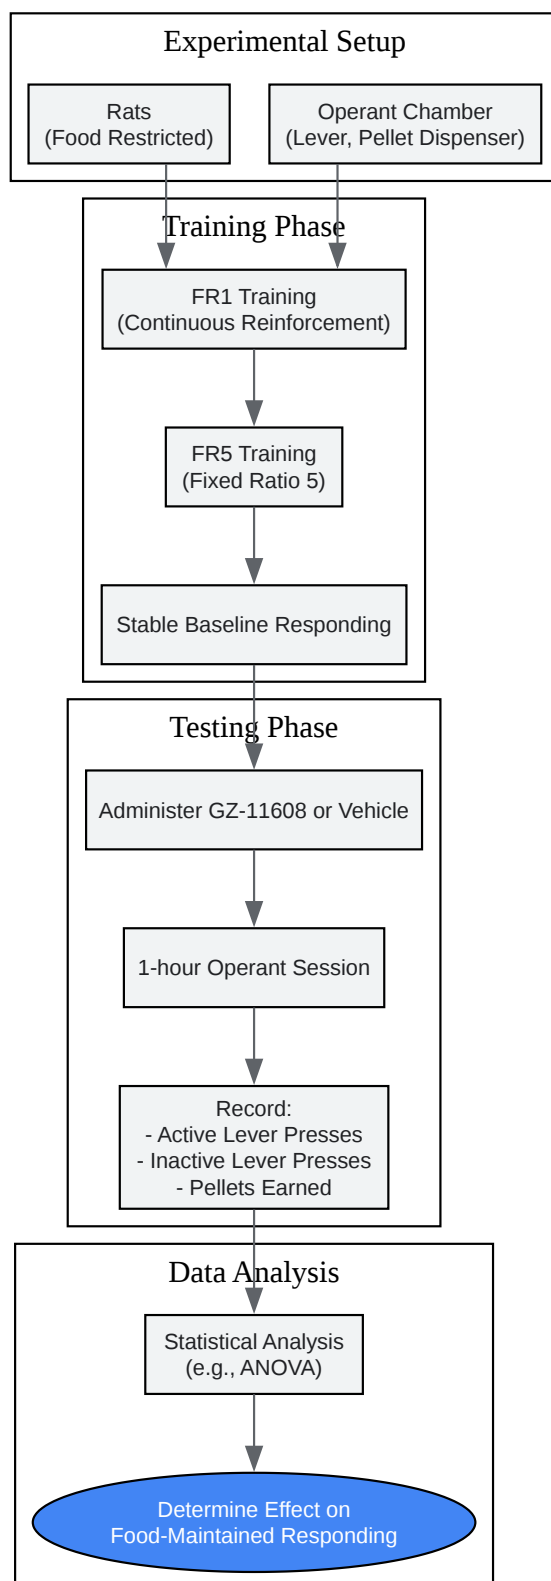 Experimental Setup
Rats
(Food Restricted)
Operant Chamber
(Lever, Pellet Dispenser)
Training Phase
FR1 Training
(Continuous Reinforcement)
FR5 Training
(Fixed Ratio 5)
Stable Baseline Responding
Testing Phase
Administer GZ-11608 or Vehicle
1-hour Operant Session
Record:
- Active Lever Presses
- Inactive Lever Presses
- Pellets Earned
Data Analysis
Statistical Analysis
(e.g., ANOVA)
Determine Effect on
Food-Maintained Responding